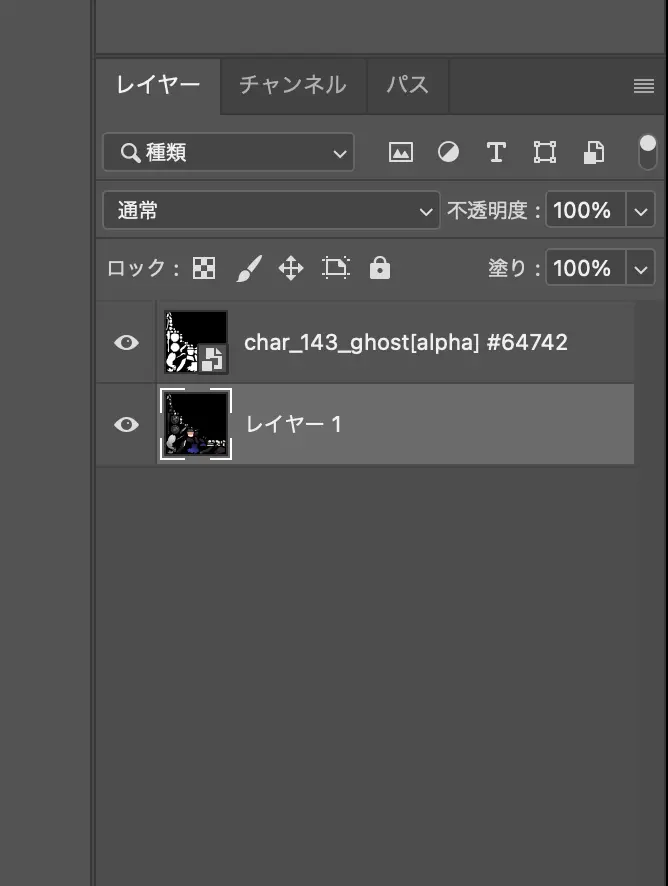 レイヤー チャンネル パス
種類
通常 不透明度： 100%
ロック： 塗り： 100%
char_143_ghost[alpha] #64742
レイヤー 1